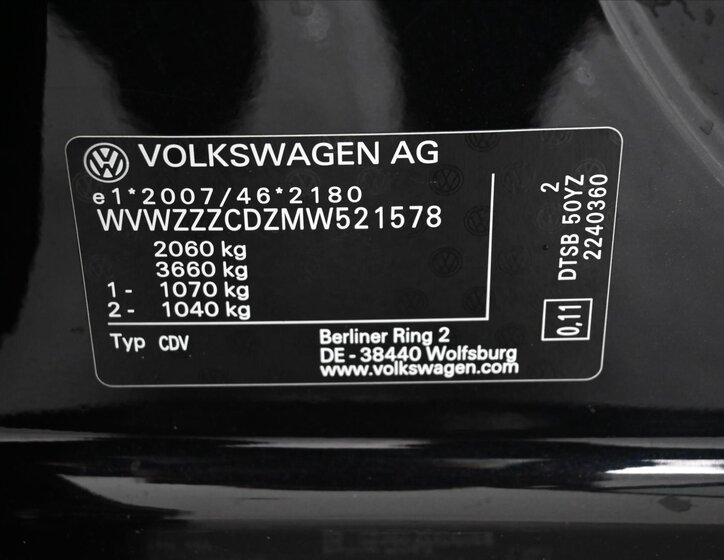 VOLKSWAGEN AG
e1*2007/46*2180
WVWZZZCDZMW521578
2060 kg
3660 kg
1- 1070 kg
2- 1040 kg
Typ CDV
Berliner Ring 2
DE-38440 Wolfsburg
www.volkswagen.com
2
DTSB 50YZ
2240360
0,11